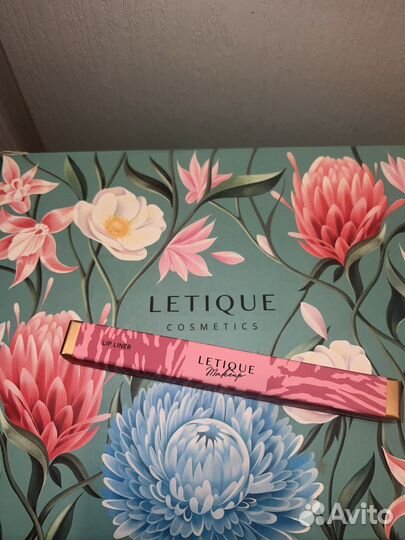 LETIQUE
COSMETICS
LIP LINER
LETIQUE
Makeup
Avito